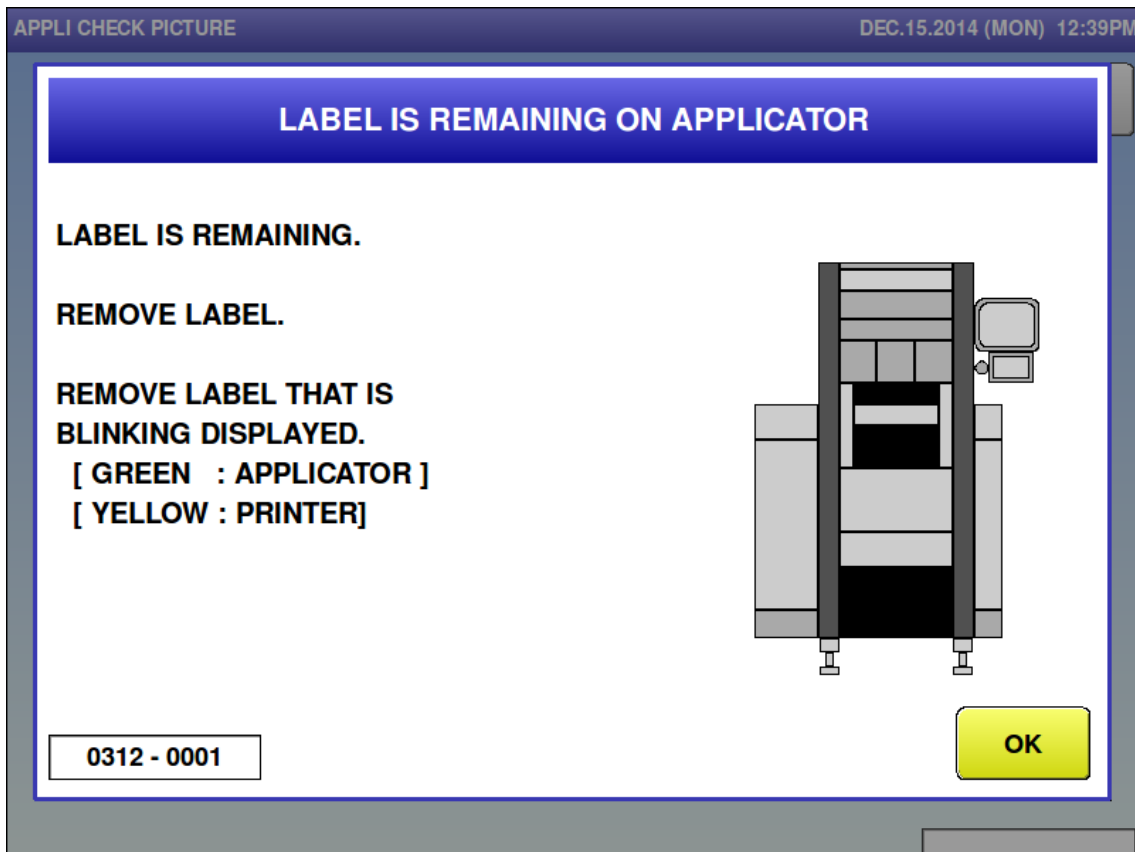 APPLI CHECK PICTURE
DEC.15.2014 (MON) 12:39PM
LABEL IS REMAINING ON APPLICATOR
LABEL IS REMAINING.
REMOVE LABEL.
REMOVE LABEL THAT IS
BLINKING DISPLAYED.
[ GREEN : APPLICATOR ]
[ YELLOW : PRINTER]
0312 - 0001
OK